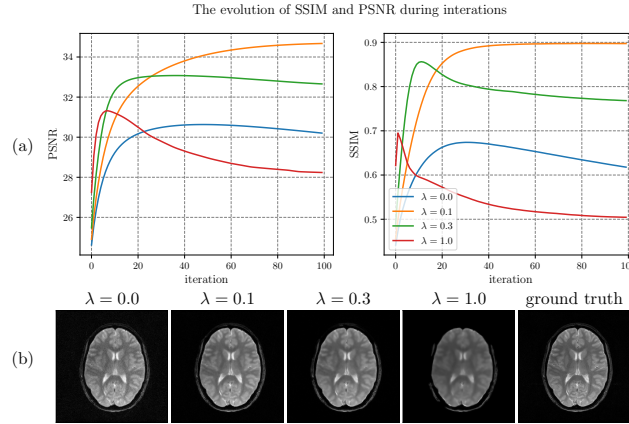 The evolution of SSIM and PSNR during interations
(a)
PSNR
34
32
30
28
26
0 20 40 60 80 100
iteration
SSIM
0.9
0.8
0.7
0.6
0.5
λ = 0.0
λ = 0.1
λ = 0.3
λ = 1.0
0 20 40 60 80 100
iteration
λ = 0.0 λ = 0.1 λ = 0.3 λ = 1.0 ground truth
(b)